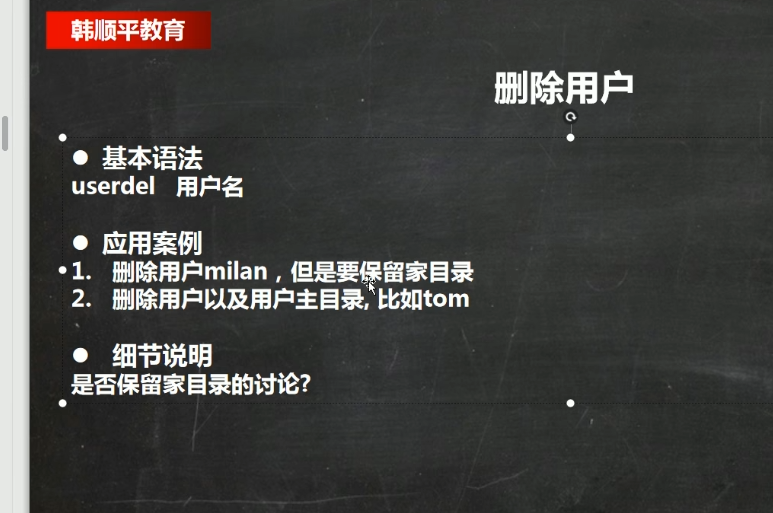 韩顺平教育
删除用户
● 基本语法
userdel 用户名
● 应用案例
1. 删除用户milan，但是要保留家目录
2. 删除用户以及用户主目录, 比如tom
● 细节说明
是否保留家目录的讨论?